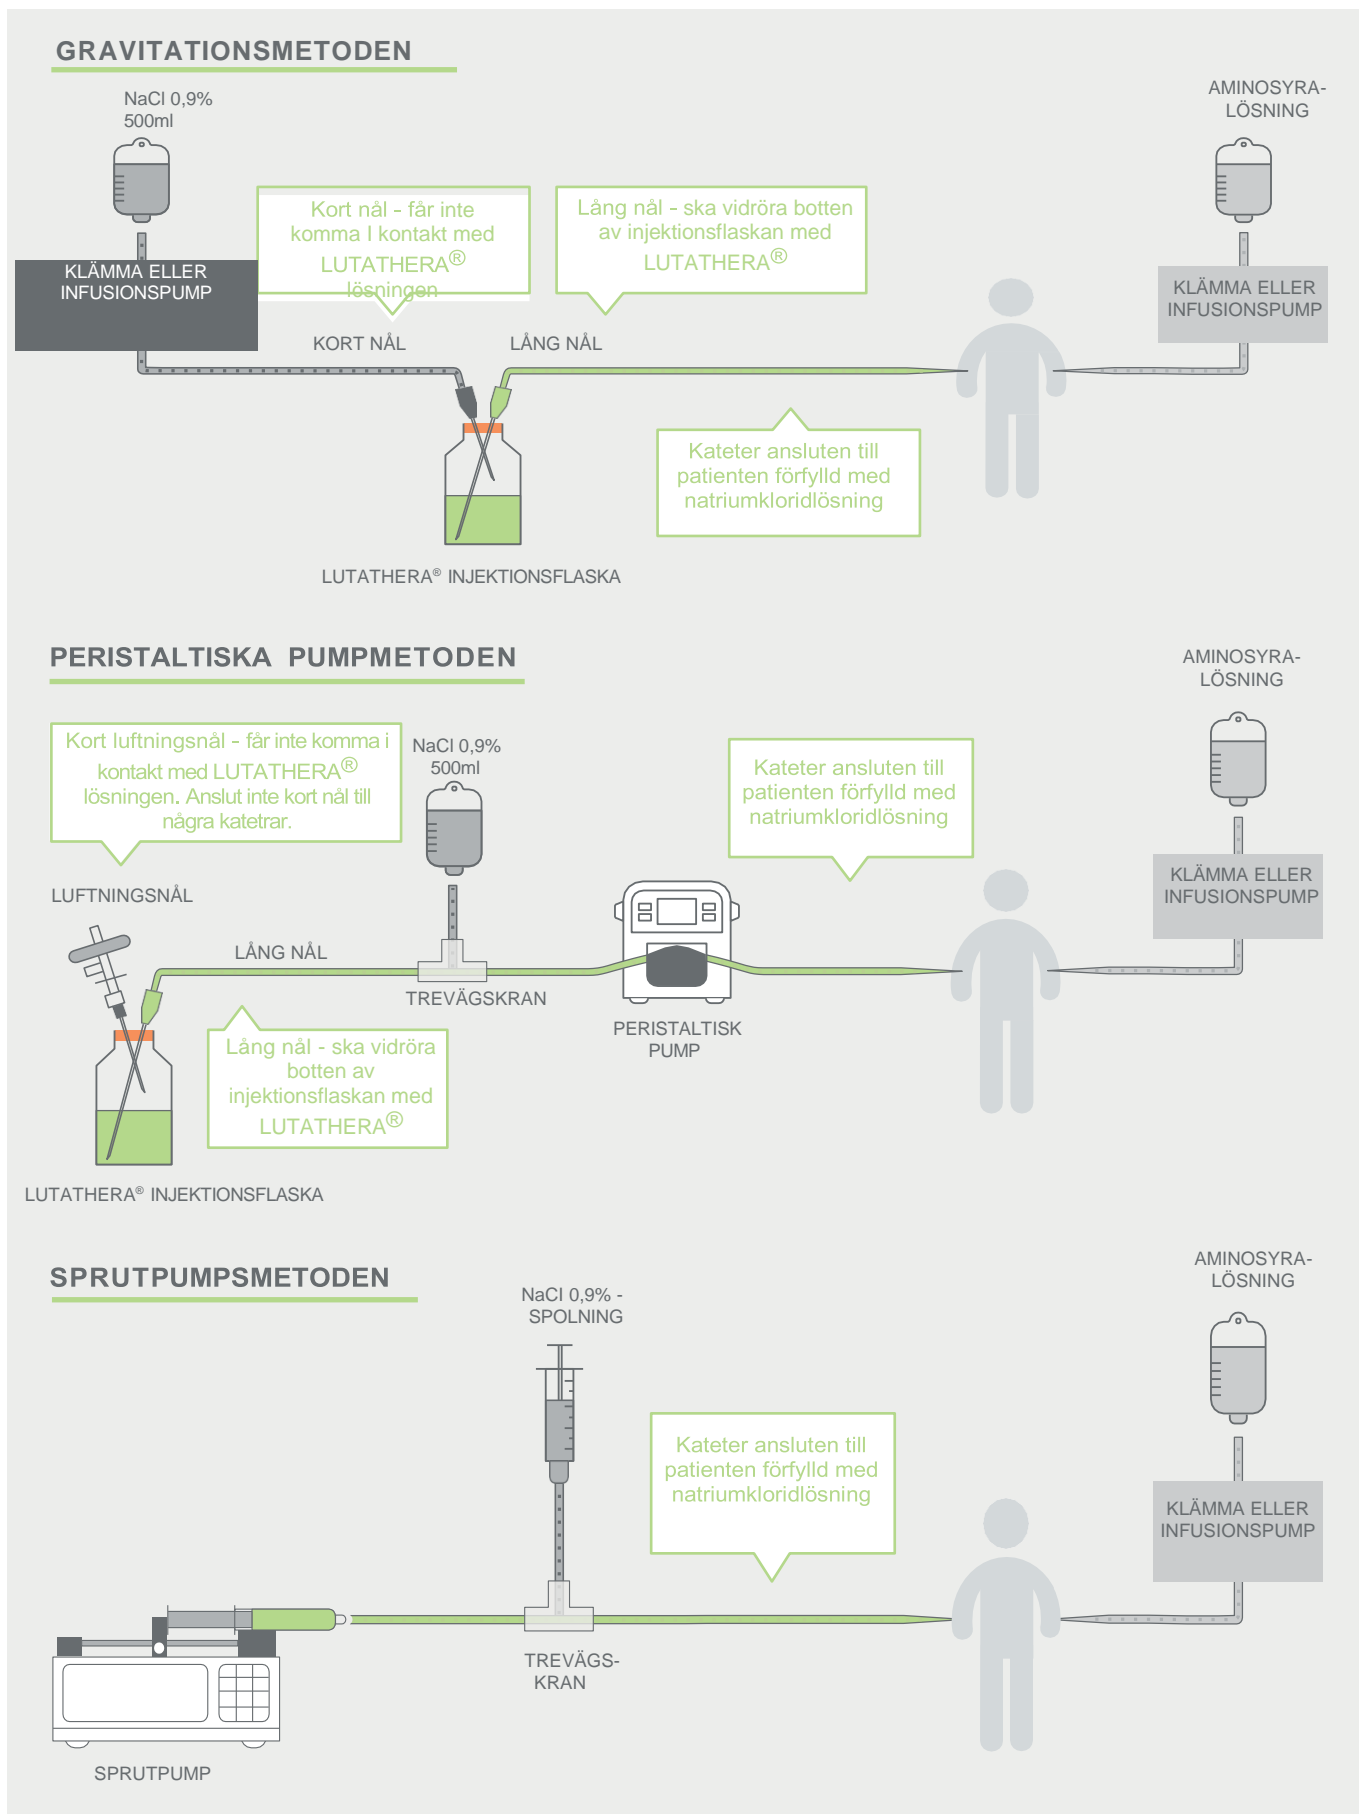 GRAVITATIONSMETODEN
NaCl 0,9%
500ml
AMINOSYRA-
LÖSNING
Kort nål - får inte
komma I kontakt med
LUTATHERA®
lösningen
Lång nål - ska vidröra botten
av injektionsflaskan med
LUTATHERA®
KLÄMMA ELLER
INFUSIONSPUMP
KLÄMMA ELLER
INFUSIONSPUMP
KORT NÅL
LÅNG NÅL
Kateter ansluten till
patienten förfylld med
natriumkloridlösning
LUTATHERA® INJEKTIONSFLASKA
PERISTALTISKA PUMPMETODEN
AMINOSYRA-
LÖSNING
Kort luftningsnål - får inte komma i
kontakt med LUTATHERA®
lösningen. Anslut inte kort nål till
några katetrar.
NaCl 0,9%
500ml
Kateter ansluten till
patienten förfylld med
natriumkloridlösning
KLÄMMA ELLER
INFUSIONSPUMP
LUFTNINGSNÅL
LÅNG NÅL
TREVÄGSKRAN
PERISTALTISK
PUMP
Lång nål - ska vidröra
botten av
injektionsflaskan med
LUTATHERA®
LUTATHERA® INJEKTIONSFLASKA
SPRUTPUMPSMETODEN
AMINOSYRA-
LÖSNING
NaCl 0,9% -
SPOLNING
Kateter ansluten till
patienten förfylld med
natriumkloridlösning
KLÄMMA ELLER
INFUSIONSPUMP
TREVÄGS-
KRAN
SPRUTPUMP